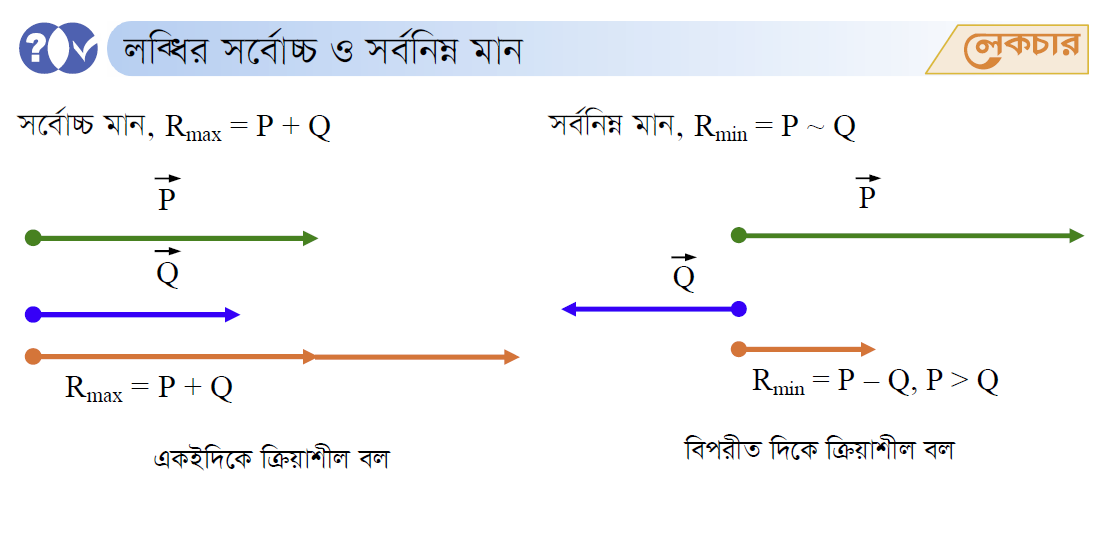 লব্ধির সর্বোচ্চ ও সর্বনিম্ন মান
লেকচার
সর্বোচ্চ মান, Rmax = P + Q
P
Q
Rmax = P + Q
একইদিকে ক্রিয়াশীল বল
সর্বনিম্ন মান, Rmin = P ~ Q
P
Q
Rmin = P – Q, P > Q
বিপরীত দিকে ক্রিয়াশীল বল